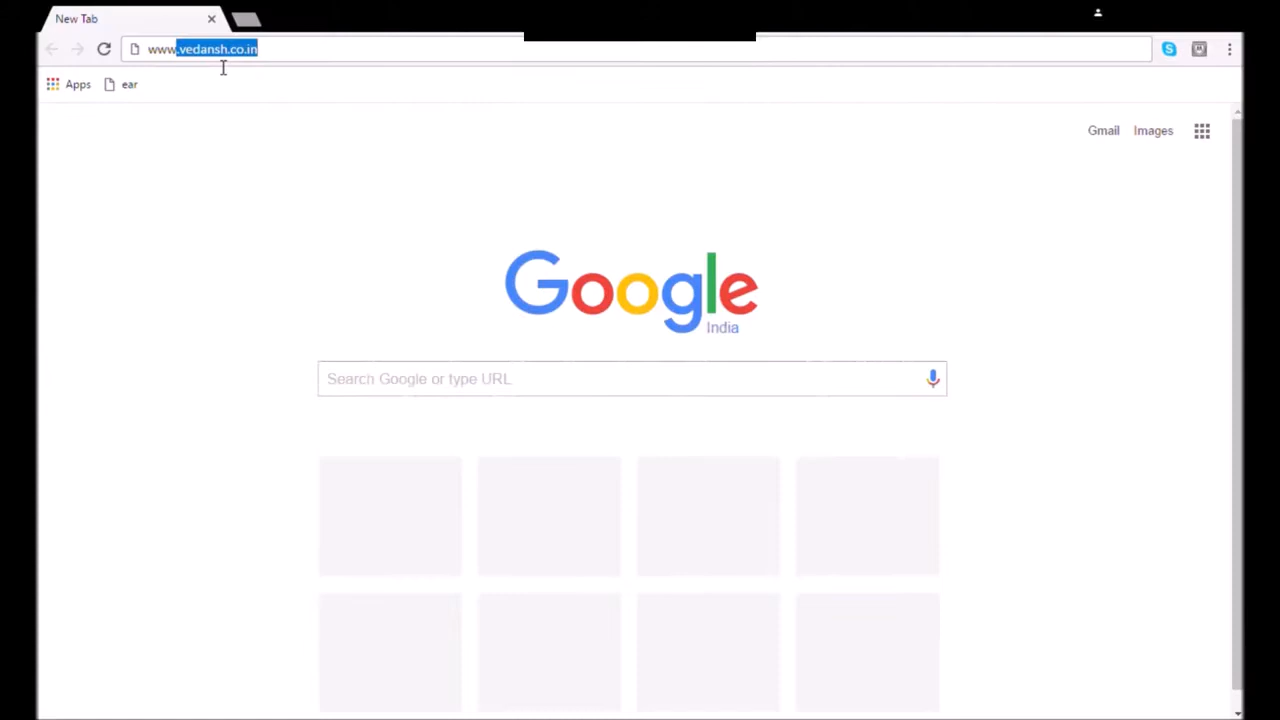 New Tab
www.vedansh.co.in
Apps ear
Gmail Images
Google
India
Search Google or type URL